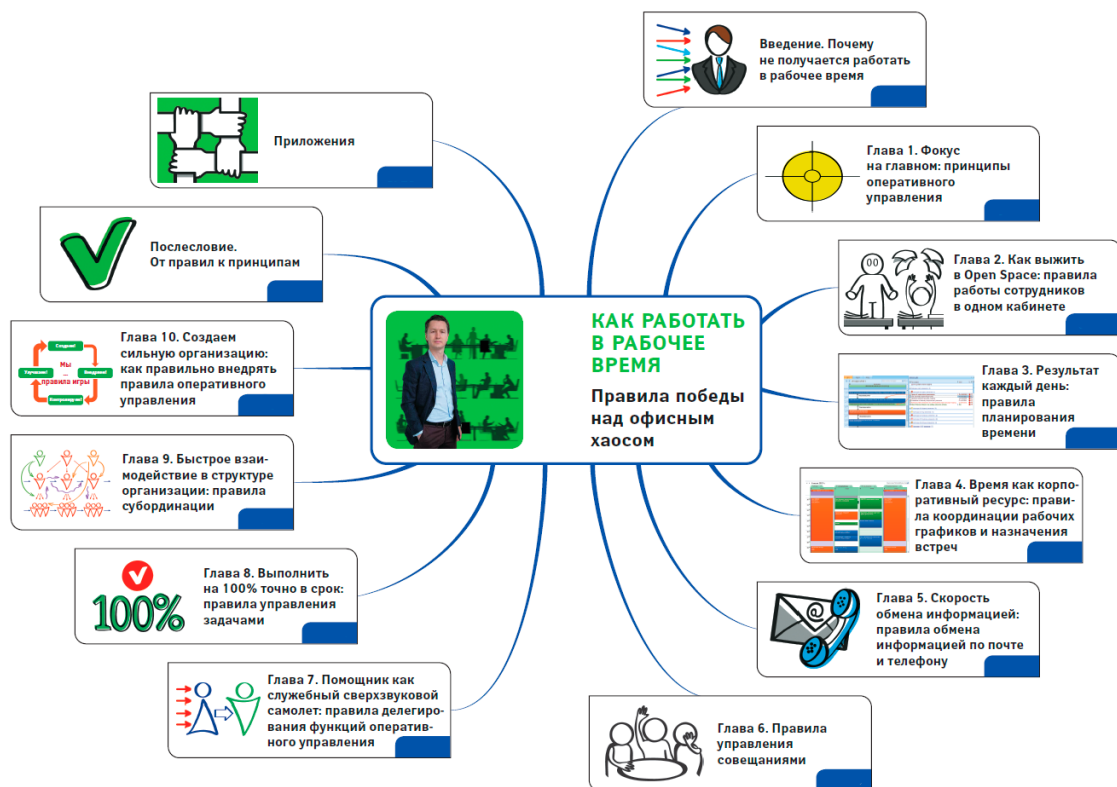 КАК РАБОТАТЬ
В РАБОЧЕЕ
ВРЕМЯ
Правила победы
над офисным
хаосом
Введение. Почему
не получается работать
в рабочее время
Глава 1. Фокус
на главном: принципы
оперативного
управления
Глава 2. Как выжить
в Open Space: правила
работы сотрудников
в одном кабинете
Глава 3. Результат
каждый день:
правила
планирования
времени
Глава 4. Время как корпо-
ративный ресурс: прави-
ла координации рабочих
графиков и назначения
встреч
Глава 5. Скорость
обмена информацией:
правила обмена
информацией по почте
и телефону
@
Глава 6. Правила
управления
совещаниями
Глава 7. Помощник как
служебный сверхзвуковой
самолет: правила делегиро-
вания функций оператив-
ного управления
Глава 8. Выполнить
на 100% точно в срок:
правила управления
задачами
100%
Глава 9. Быстрое взаи-
модействие в структуре
организации: правила
субординации
Глава 10. Создаем
сильную организацию:
как правильно внедрять
правила оперативного
управления
Мы
правила игры
Послесловие.
От правил к принципам
Приложения